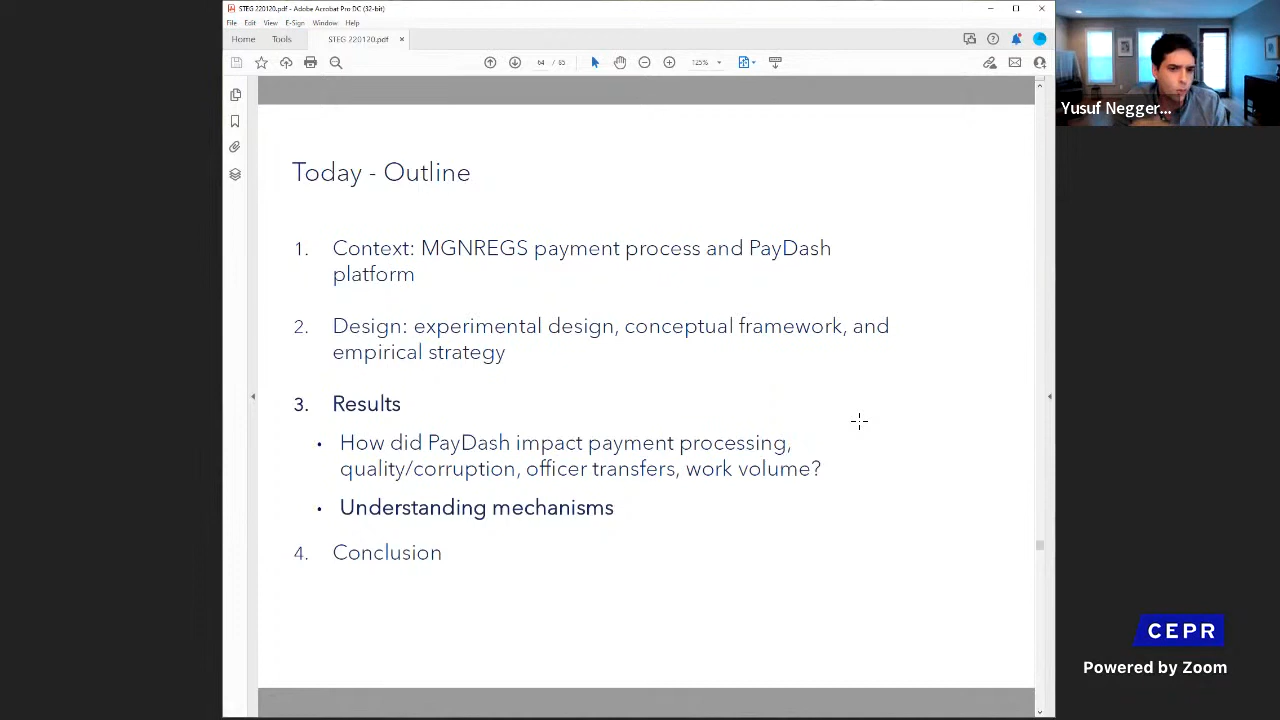 STEG 220120.pdf - Adobe Acrobat Pro DC (32-bit)
File Edit View E-Sign Window Help
Home Tools STEG 220120.pdf ×
64 / 85 125%
Yusuf Negger...
Today - Outline
1. Context: MGNREGS payment process and PayDash
platform
2. Design: experimental design, conceptual framework, and
empirical strategy
3. Results
• How did PayDash impact payment processing,
quality/corruption, officer transfers, work volume?
• Understanding mechanisms
4. Conclusion
CEPR
Powered by Zoom